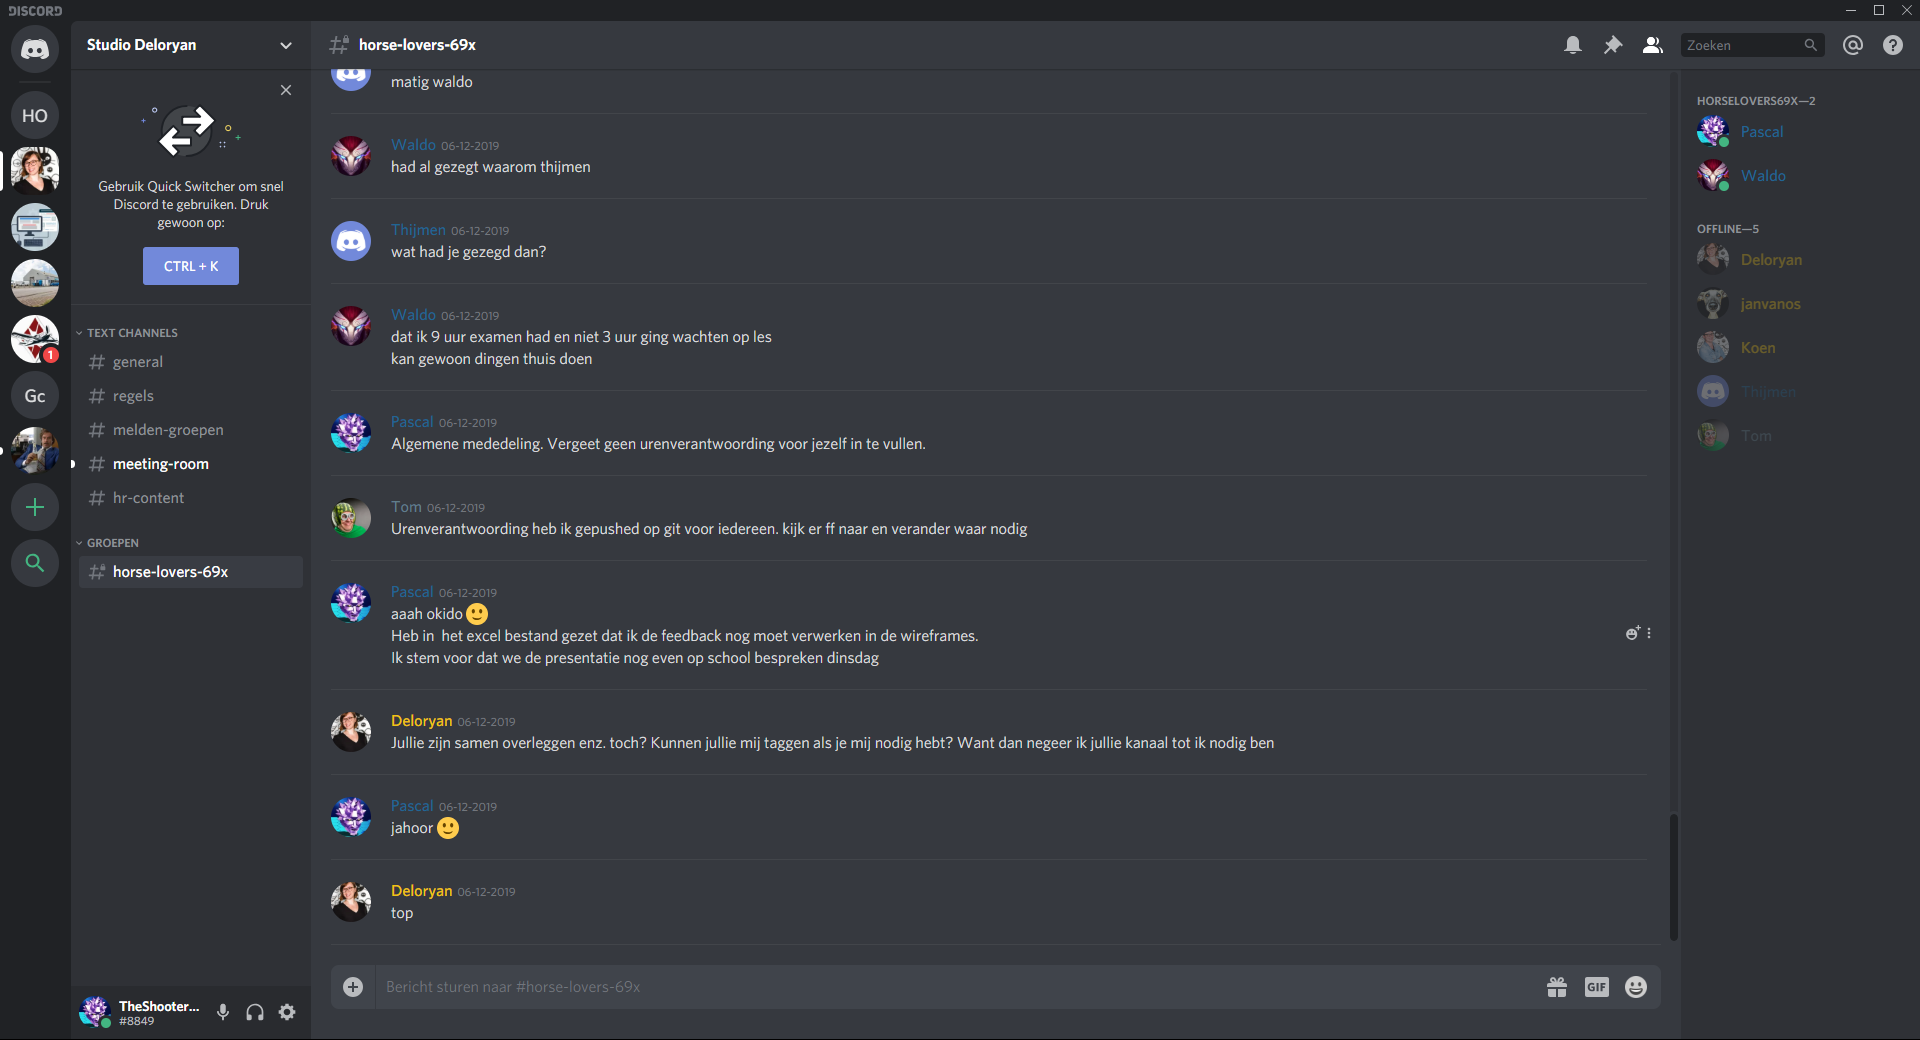 DISCORD
Studio Deloryan
horse-lovers-69x
Zoeken
HO
Gc
1
Gebruik Quick Switcher om snel
Discord te gebruiken. Druk
gewoon op:
CTRL + K
TEXT CHANNELS
general
regels
melden-groepen
meeting-room
hr-content
GROEPEN
horse-lovers-69x
TheShooter...
#8849
matig waldo
Waldo 06-12-2019
had al gezegt waarom thijmen
Thijmen 06-12-2019
wat had je gezegd dan?
Waldo 06-12-2019
dat ik 9 uur examen had en niet 3 uur ging wachten op les
kan gewoon dingen thuis doen
Pascal 06-12-2019
Algemene mededeling. Vergeet geen urenverantwoording voor jezelf in te vullen.
Tom 06-12-2019
Urenverantwoording heb ik gepushed op git voor iedereen. kijk er ff naar en verander waar nodig
Pascal 06-12-2019
aaah okido 🙂
Heb in  het excel bestand gezet dat ik de feedback nog moet verwerken in de wireframes.
Ik stem voor dat we de presentatie nog even op school bespreken dinsdag
Deloryan 06-12-2019
Jullie zijn samen overleggen enz. toch? Kunnen jullie mij taggen als je mij nodig hebt? Want dan negeer ik jullie kanaal tot ik nodig ben
Pascal 06-12-2019
jahoor 🙂
Deloryan 06-12-2019
top
Bericht sturen naar #horse-lovers-69x
GIF
HORSELOVERS69X—2
Pascal
Waldo
OFFLINE—5
Deloryan
janvanos
Koen
Thijmen
Tom